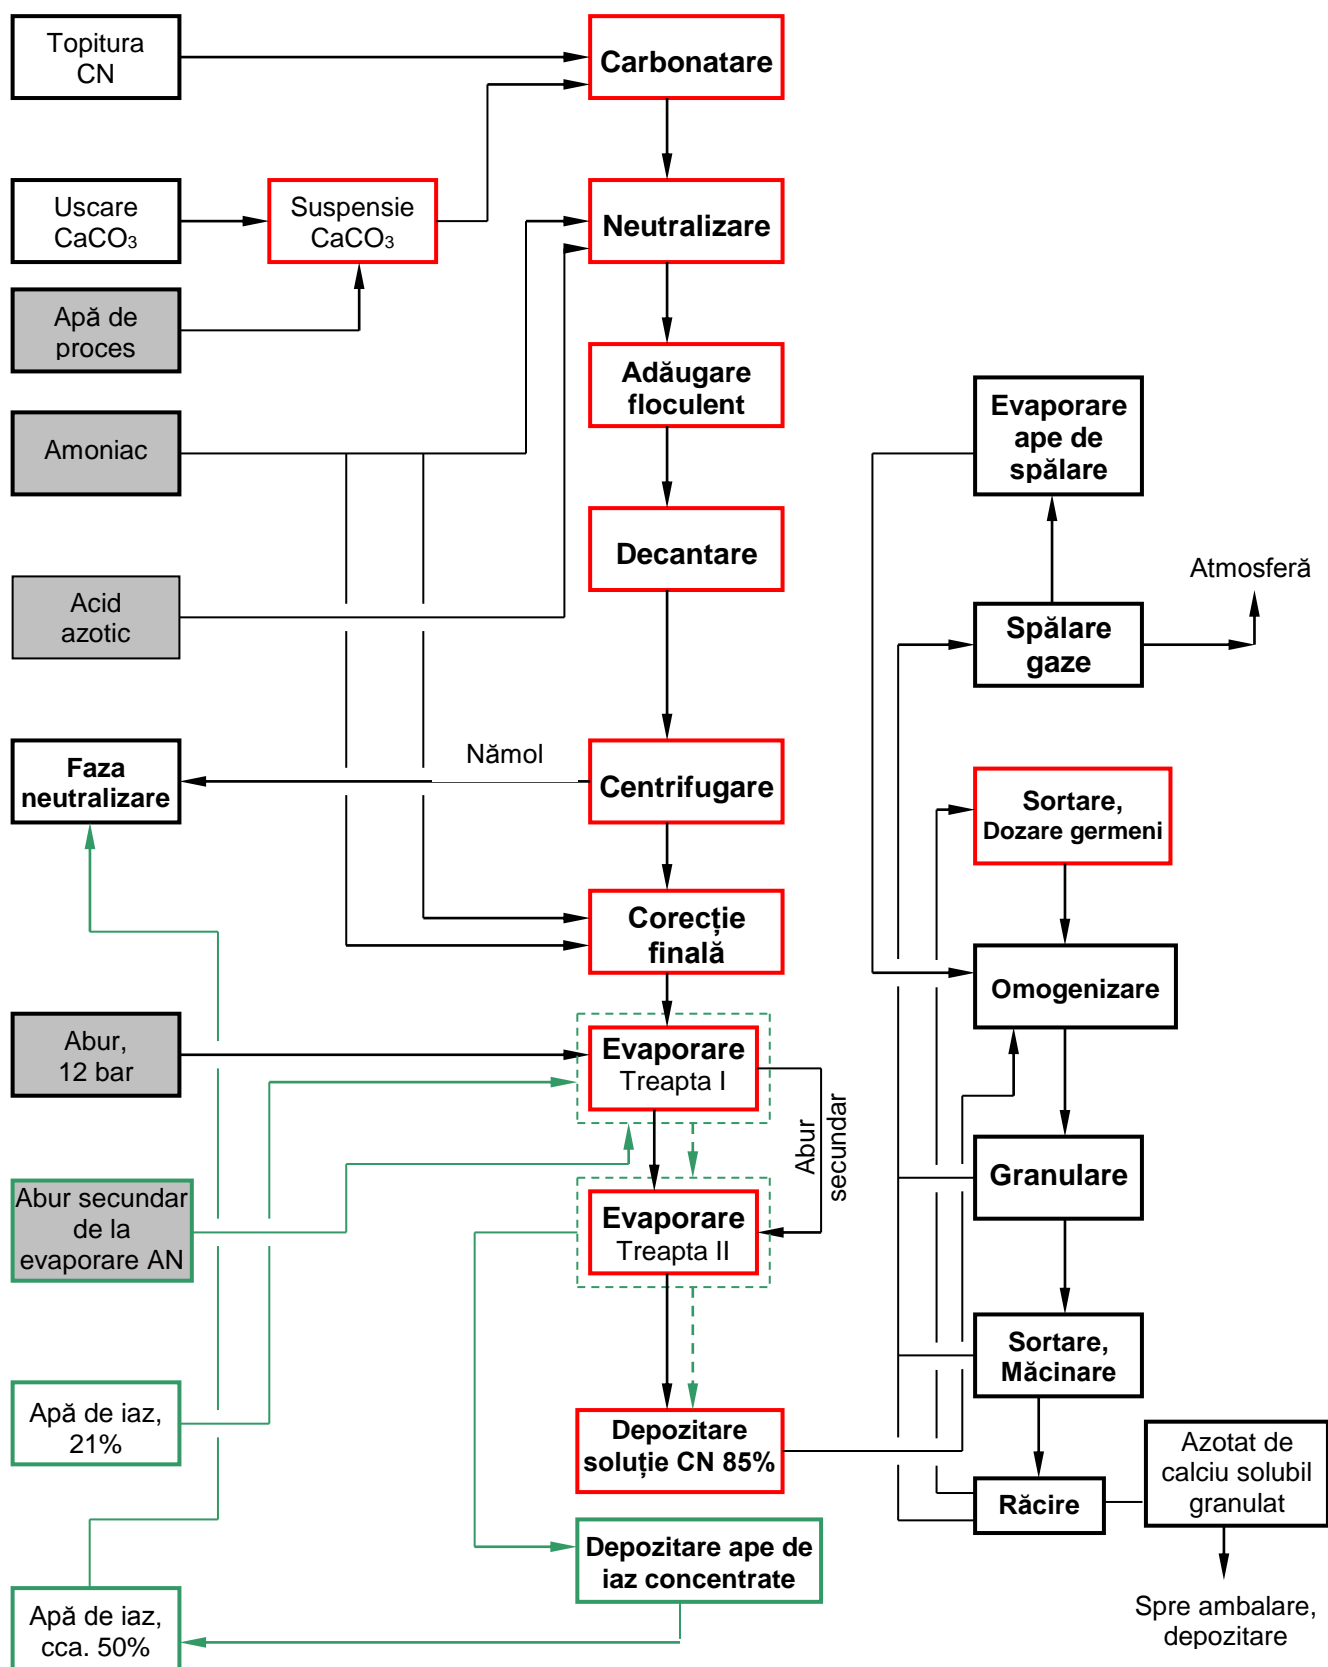 Topitura
CN
Carbonatare
Uscare
CaCO₃
Suspensie
CaCO₃
Neutralizare
Apă de
proces
Adăugare
floculent
Amoniac
Evaporare
ape de
spălare
Decantare
Atmosferă
Acid
azotic
Spălare
gaze
Faza
neutralizare
Nămol
Centrifugare
Sortare,
Dozare germeni
Corecție
finală
Omogenizare
Abur,
12 bar
Evaporare
Treapta I
Abur
secundar
Granulare
Abur secundar
de la
evaporare AN
Evaporare
Treapta II
Sortare,
Măcinare
Apă de iaz,
21%
Depozitare
soluție CN 85%
Azotat de
calciu solubil
granulat
Răcire
Depozitare ape de
iaz concentrate
Apă de iaz,
cca. 50%
Spre ambalare,
depozitare